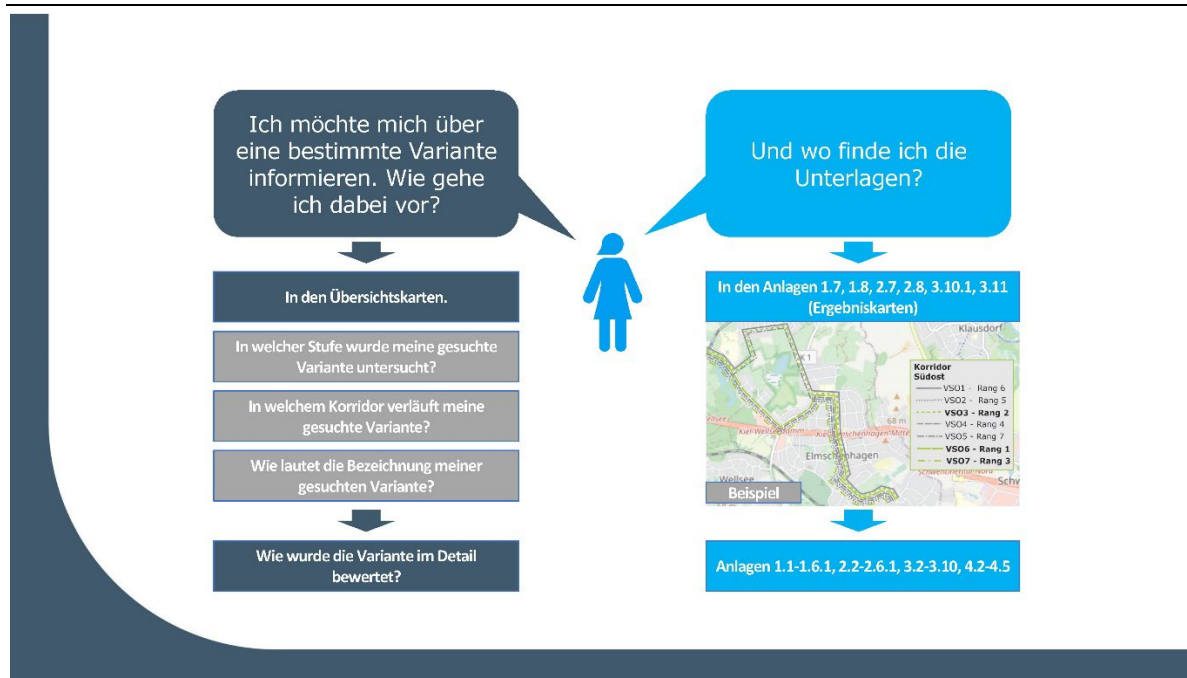 Ich möchte mich über
eine bestimmte Variante
informieren. Wie gehe
ich dabei vor?
Und wo finde ich die
Unterlagen?
In den Übersichtskarten.
In welcher Stufe wurde meine gesuchte
Variante untersucht?
In welchem Korridor verläuft meine
gesuchte Variante?
Wie lautet die Bezeichnung meiner
gesuchten Variante?
Wie wurde die Variante im Detail
bewertet?
In den Anlagen 1.7, 1.8, 2.7, 2.8, 3.10.1, 3.11
(Ergebniskarten)
Klausdorf
K 1
Korridor
Südost
VSO1 - Rang 6
VSO2 - Rang 5
VSO3 - Rang 2
VSO4 - Rang 4
VSO5 - Rang 7
VSO6 - Rang 1
VSO7 - Rang 3
68 m
Elmschenhagen
Wellsee
Schw
Beispiel
Anlagen 1.1-1.6.1, 2.2-2.6.1, 3.2-3.10, 4.2-4.5